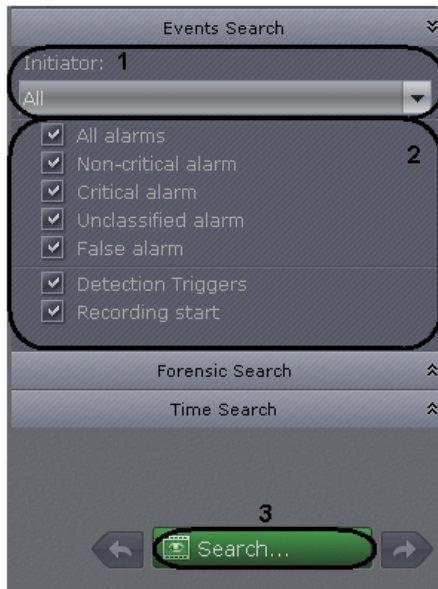 Events Search
Initiator: 1
All
All alarms
2
Non-critical alarm
Critical alarm
Unclassified alarm
False alarm
Detection Triggers
Recording start
Forensic Search
Time Search
3
Search...